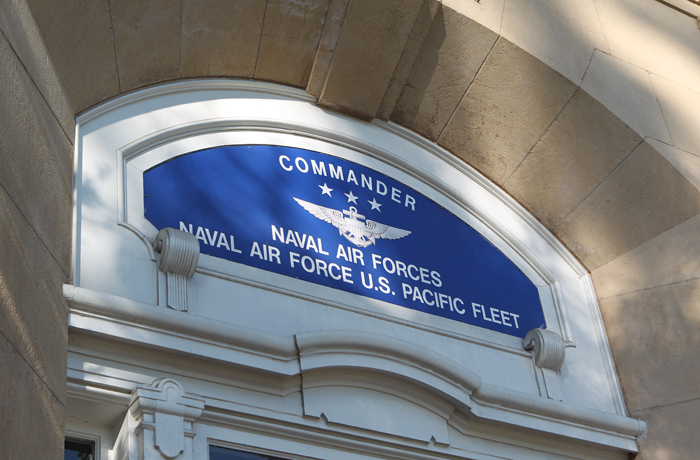 COMMANDER
NAVAL AIR FORCES
NAVAL AIR FORCE U.S. PACIFIC FLEET